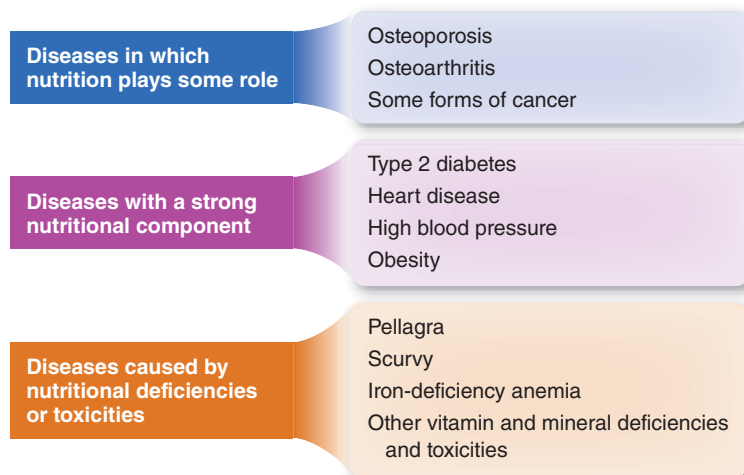 Diseases in which
nutrition plays some role
Osteoporosis
Osteoarthritis
Some forms of cancer
Diseases with a strong
nutritional component
Type 2 diabetes
Heart disease
High blood pressure
Obesity
Diseases caused by
nutritional deficiencies
or toxicities
Pellagra
Scurvy
Iron-deficiency anemia
Other vitamin and mineral deficiencies
and toxicities